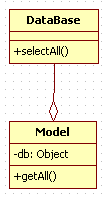 DataBase
+selectAll()
Model
-db: Object
+getAll()